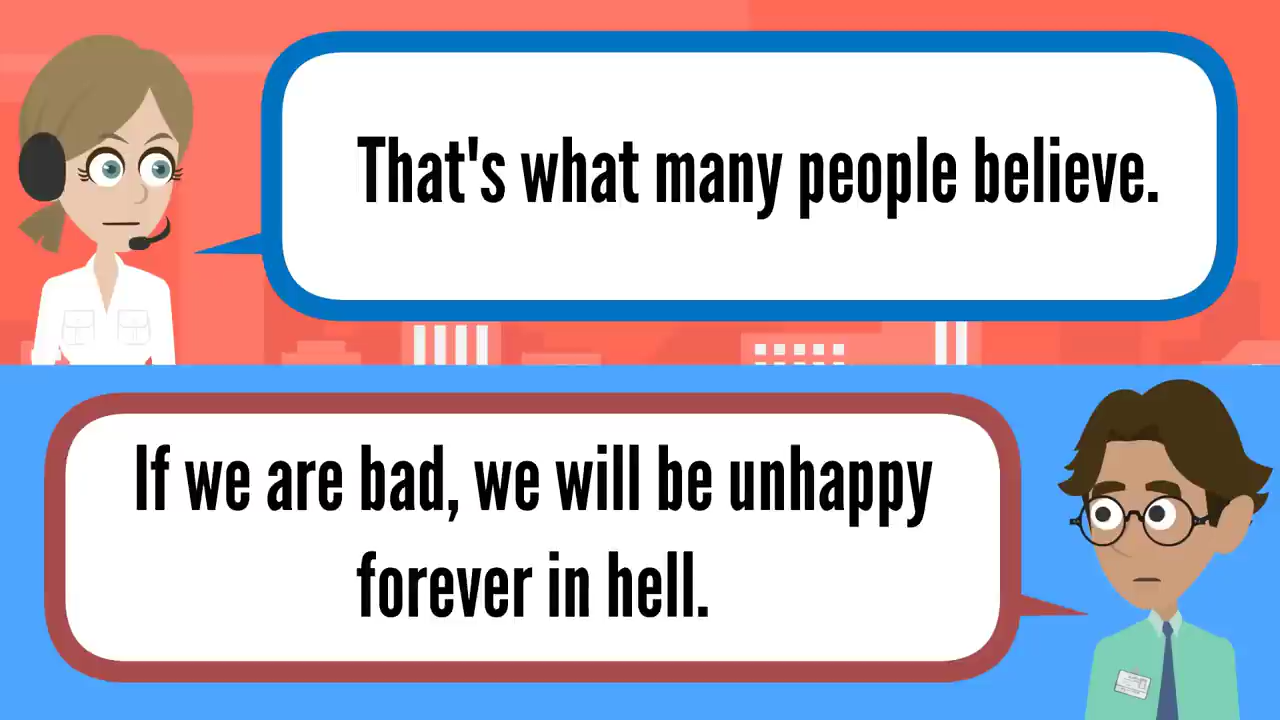 That's what many people believe.
If we are bad, we will be unhappy
forever in hell.